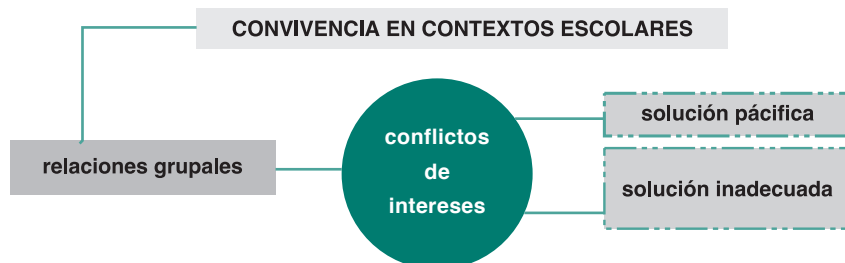 CONVIVENCIA EN CONTEXTOS ESCOLARES
relaciones grupales
conflictos
de
intereses
solución pácifica
solución inadecuada